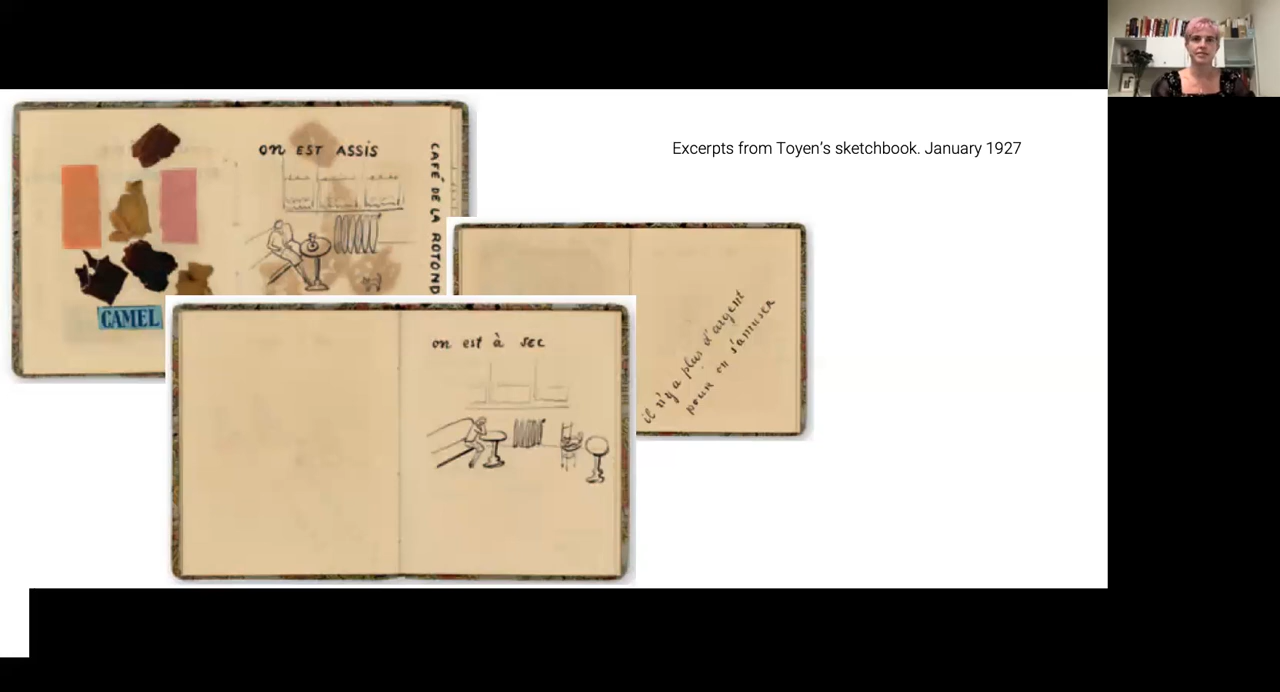 Excerpts from Toyen’s sketchbook. January 1927
on EST ASSIS
CAFÉ DE LA ROTOND
CAMEL
il n'y a plus d'argent
pour on s'amuser
on est à sec